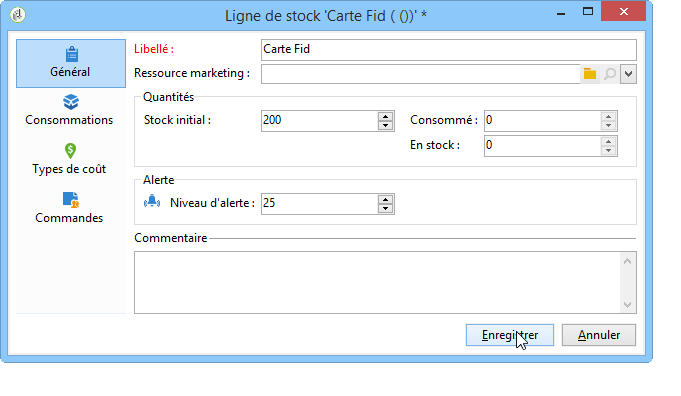 Ligne de stock 'Carte Fid ( ())' *
Général
Consommations
Types de coût
Commandes
Libellé : Carte Fid
Ressource marketing :
Quantités
Stock initial : 200 Consommé : 0
En stock : 0
Alerte
Niveau d'alerte : 25
Commentaire
Enregistrer Annuler